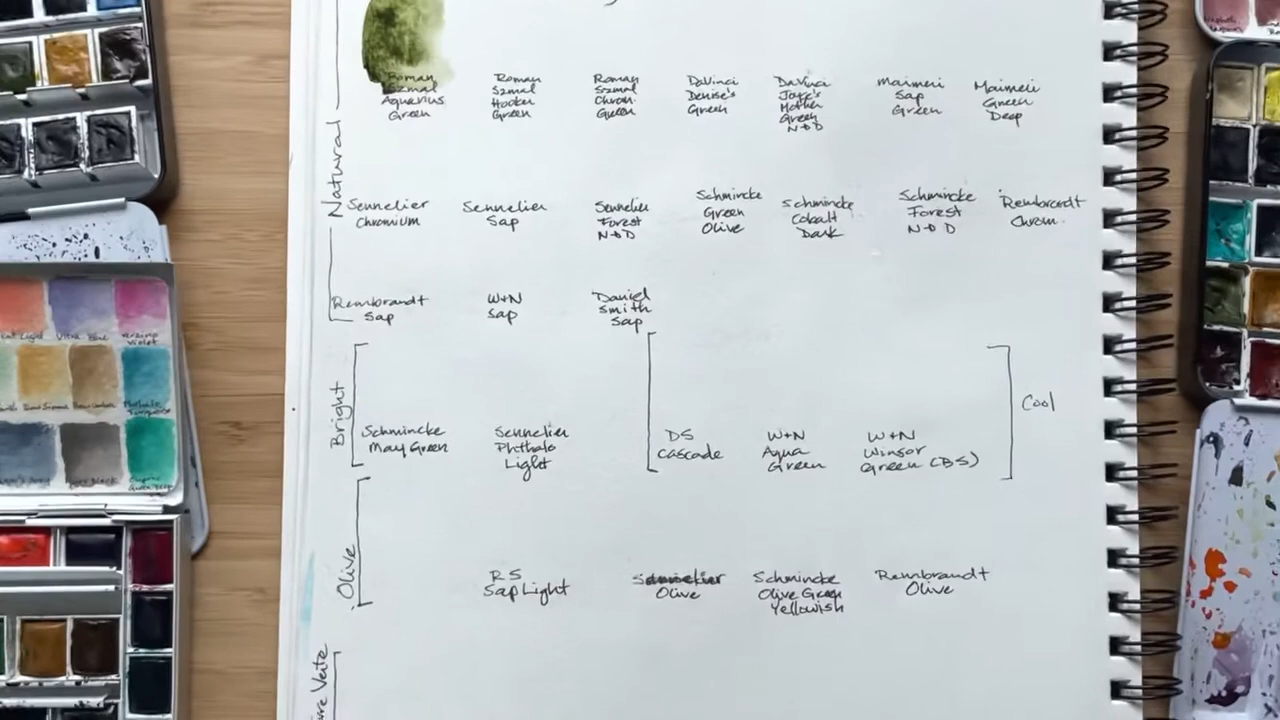 Natural
Roman
Szmal
Aquarius
Green
Roman
Szmal
Hooker
Green
Roman
Szmal
Chrom.
Green
DaVinci
Denise's
Green
DaVinci
Jose's
Mother
Green
N+D
Maimeri
Sap
Green
Maimeri
Green
Deep
Sennelier
Chromium
Sennelier
Sap
Sennelier
Forest
N+D
Schmincke
Green
Olive
Schmincke
Cobalt
Dark
Schmincke
Forest
N+D
Rembrandt
Chrom.
Rembrandt
Sap
W+N
Sap
Daniel
Smith
Sap
Bright
Schmincke
May Green
Sennelier
Phthalo
Light
DS
Cascade
W+N
Aqua
Green
W+N
Winsor
Green (BS)
Cool
Olive
RS
Sap Light
Sennelier
Olive
Schmincke
Olive Green
Yellowish
Rembrandt
Olive